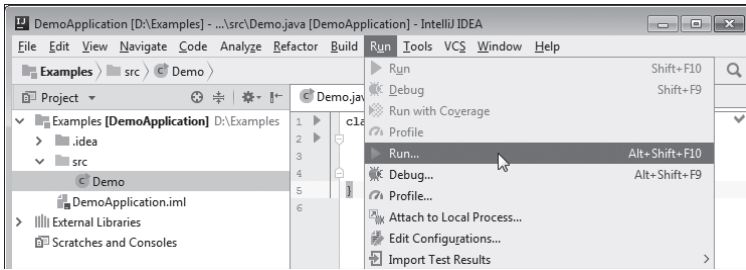 DemoApplication [D:\Examples] - ...\src\Demo.java [DemoApplication] - IntelliJ IDEA
File Edit View Navigate Code Analyze Refactor Build Run Tools VCS Window Help
Examples src Demo
Project
Examples [DemoApplication] D:\Examples
.idea
src
Demo
DemoApplication.iml
External Libraries
Scratches and Consoles
Demo.jav
1 cla
2
3
4
5 }
6
Run Shift+F10
Debug Shift+F9
Run with Coverage
Profile
Run... Alt+Shift+F10
Debug... Alt+Shift+F9
Profile...
Attach to Local Process...
Edit Configurations...
Import Test Results